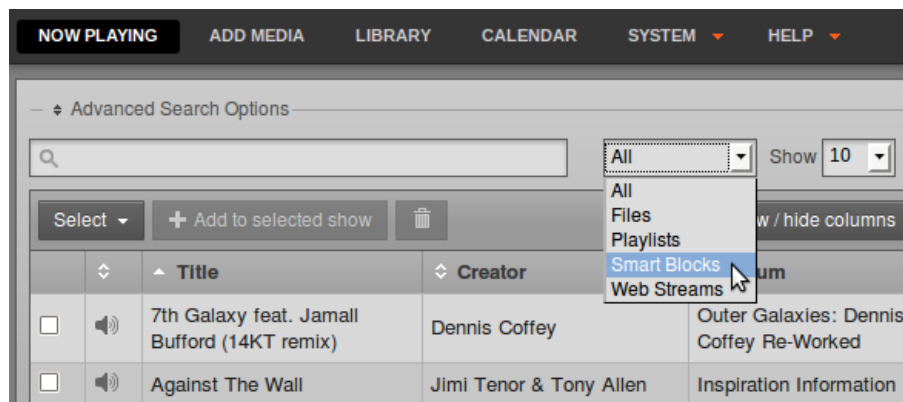 NOW PLAYING ADD MEDIA LIBRARY CALENDAR SYSTEM HELP
Advanced Search Options
All Show 10
All
Files
Playlists
Smart Blocks
Web Streams
Select + Add to selected show / hide columns
Title Creator
7th Galaxy feat. Jamall
Bufford (14KT remix)
Dennis Coffey
Outer Galaxies: Dennis
Coffey Re-Worked
Against The Wall Jimi Tenor & Tony Allen Inspiration Information